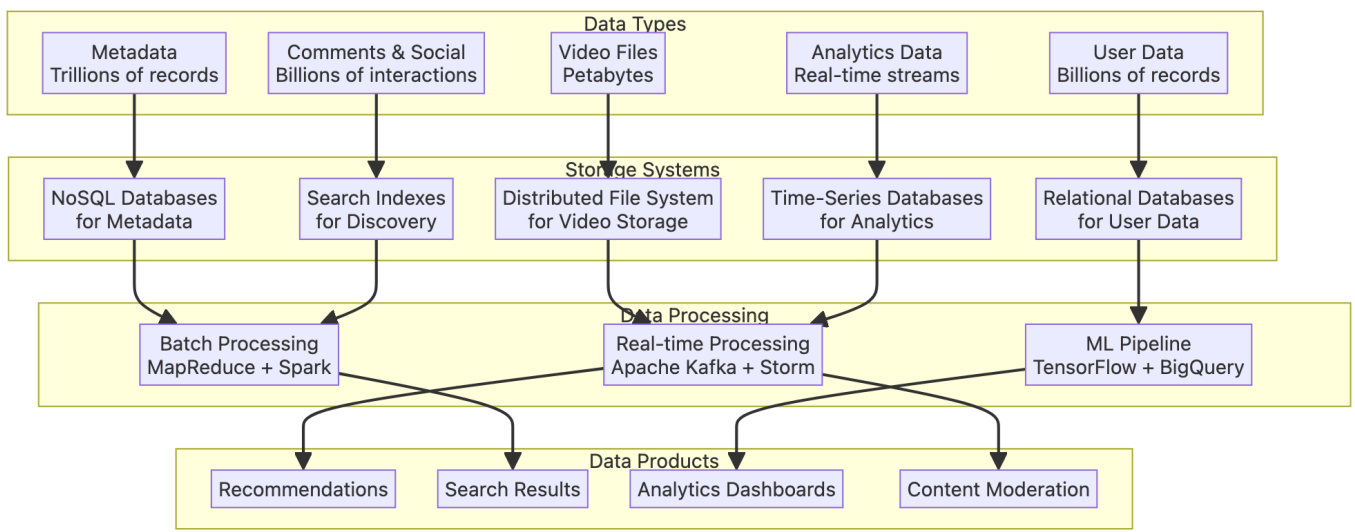 Data Types
Metadata
Trillions of records
Comments & Social
Billions of interactions
Video Files
Petabytes
Analytics Data
Real-time streams
User Data
Billions of records
Storage Systems
NoSQL Databases
for Metadata
Search Indexes
for Discovery
Distributed File System
for Video Storage
Time-Series Databases
for Analytics
Relational Databases
for User Data
Data Processing
Batch Processing
MapReduce + Spark
Real-time Processing
Apache Kafka + Storm
ML Pipeline
TensorFlow + BigQuery
Data Products
Recommendations
Search Results
Analytics Dashboards
Content Moderation